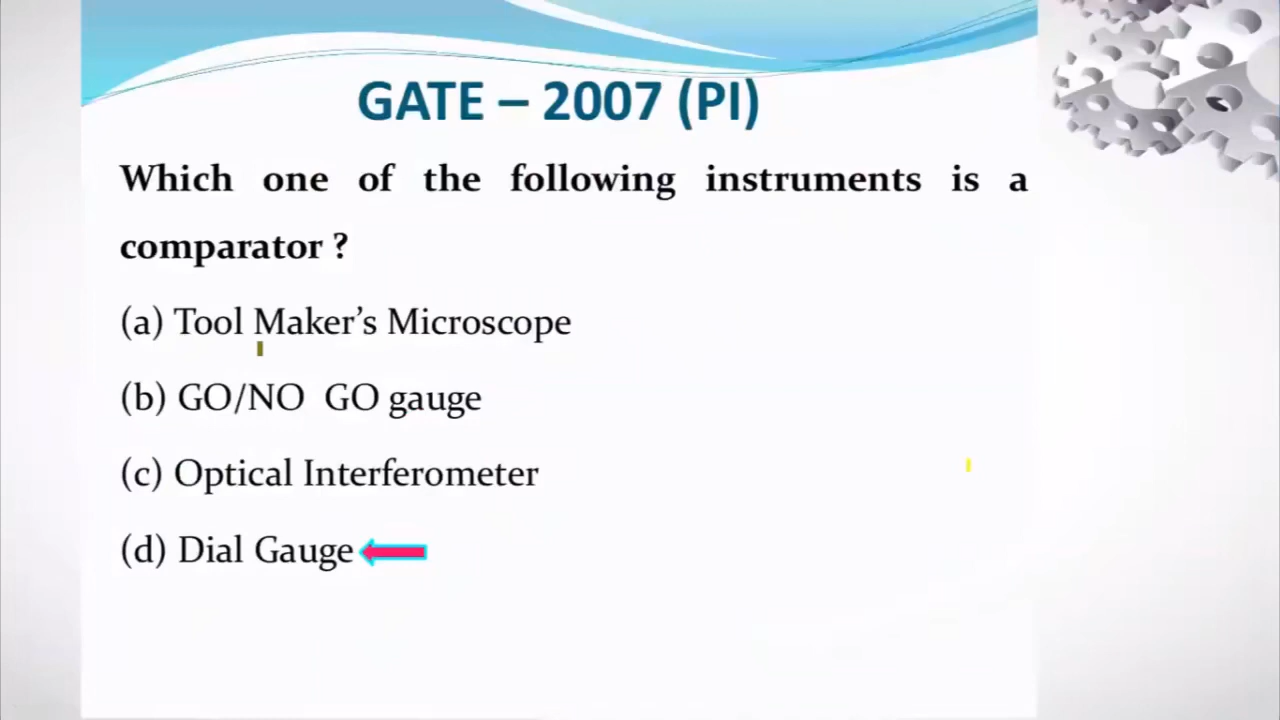 GATE – 2007 (PI)
Which one of the following instruments is a
comparator ?
(a) Tool Maker’s Microscope
(b) GO/NO GO gauge
(c) Optical Interferometer
(d) Dial Gauge